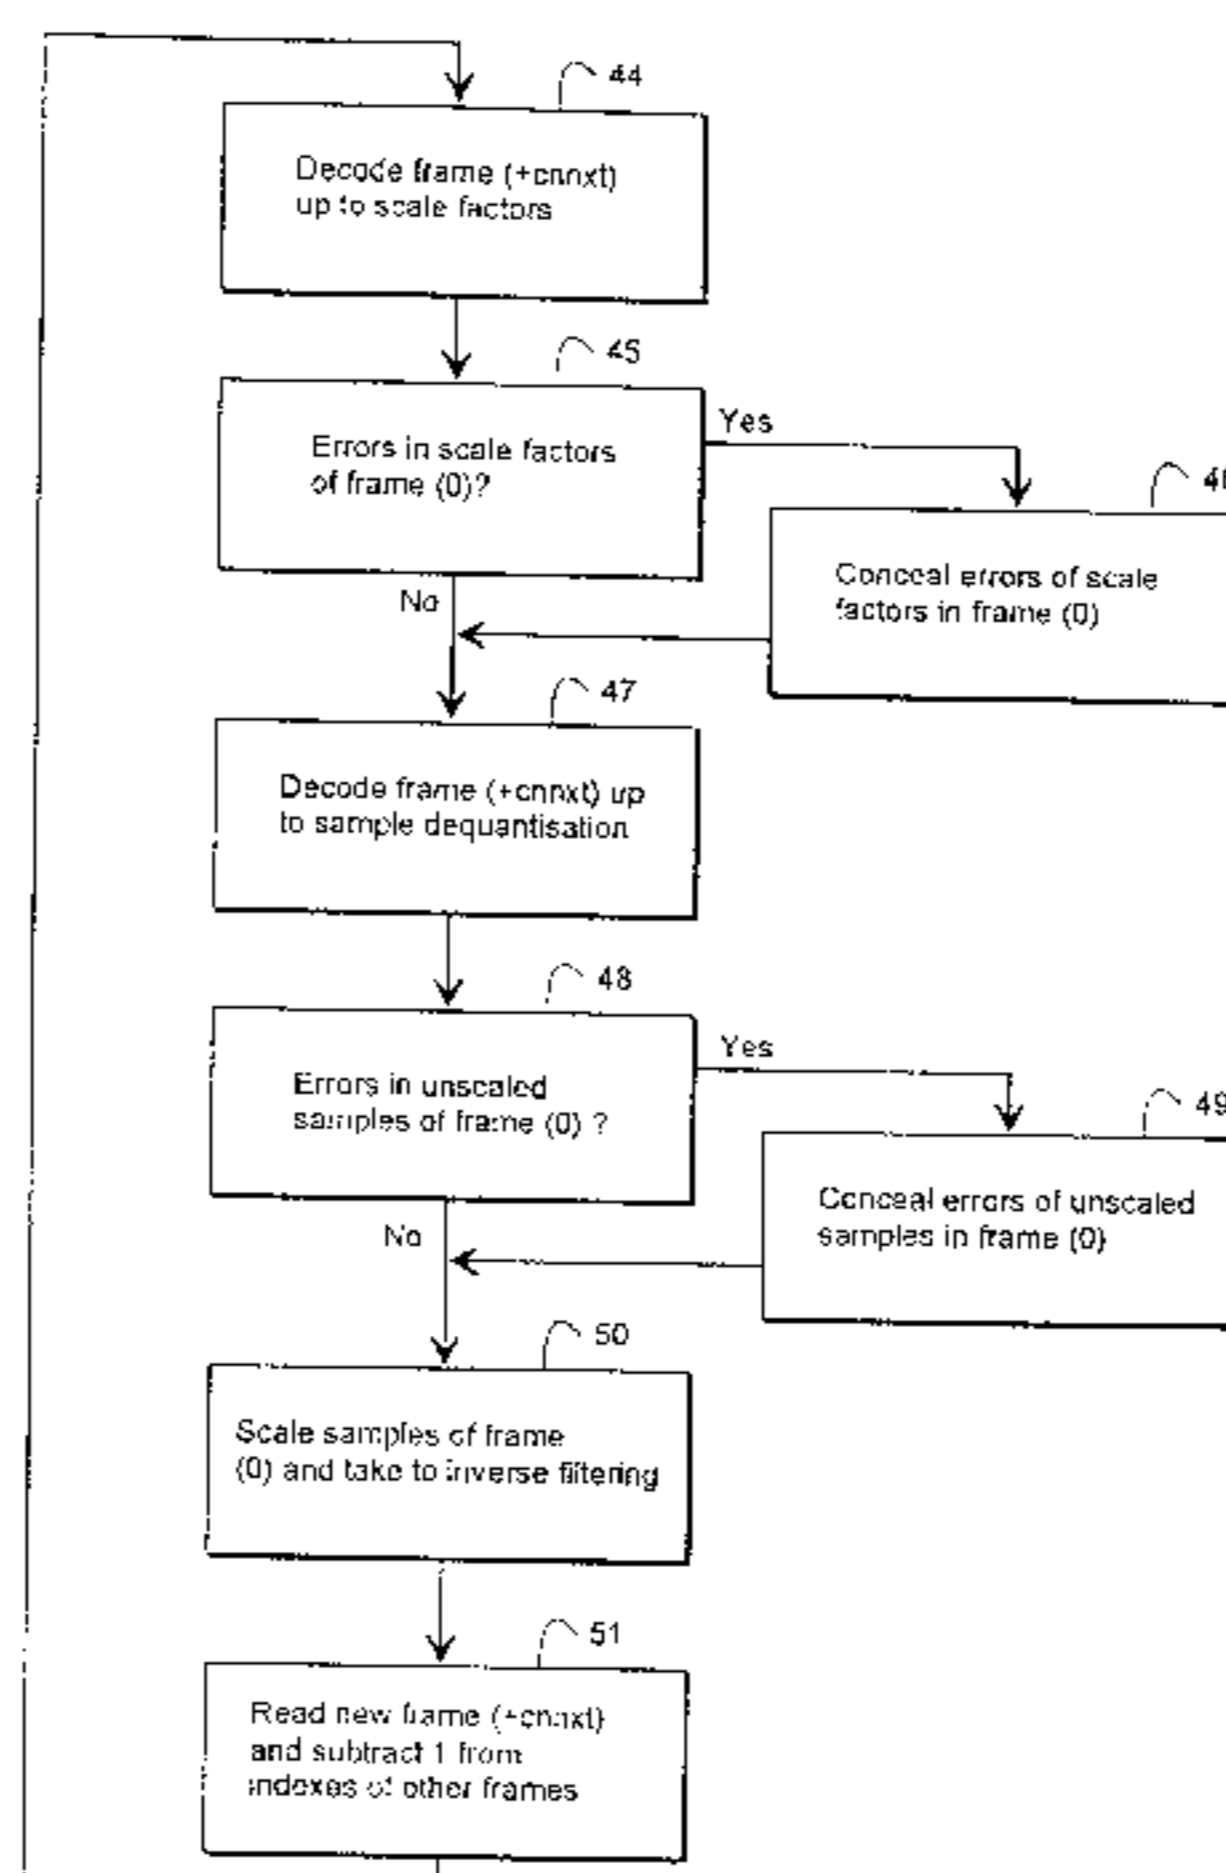 44
Decode frame (+cnnxt)
up to scale factors
45
Errors in scale factors
of frame (0)?
Yes
46
Conceal errors of scale
factors in frame (0)
No
47
Decode frame (+cnnxt) up
to sample dequantisation
48
Errors in unscaled
samples of frame (0) ?
Yes
49
Conceal errors of unscaled
samples in frame (0)
No
50
Scale samples of frame
(0) and take to inverse filtering
51
Read new frame (+cnnxt)
and subtract 1 from
indexes of other frames